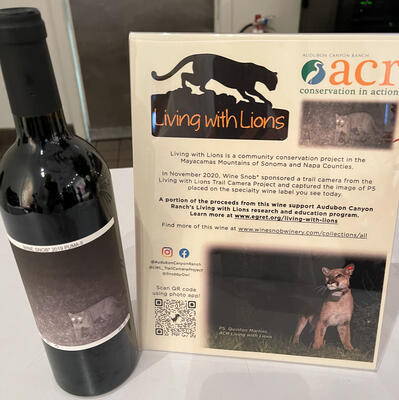 WINE SNOB® 2019 PUMA 5
AUDUBON CANYON RANCH
acr
conservation in action
Living with Lions
Living with Lions is a community conservation project in the
Mayacamas Mountains of Sonoma and Napa Counties.
In November 2020, Wine Snob® sponsored a trail camera from the
Living with Lions Trail Camera Project and captured the image of P5
placed on the specialty wine label you see today.
A portion of the proceeds from this wine support Audubon Canyon
Ranch's Living with Lions research and education program.
Learn more at www.egret.org/living-with-lions
Find more of this wine at www.winesnobwinery.com/collections/all
@AudubonCanyonRanch
Scan QR code
using photo app!
P5. Quinton Martins,
ACR Living with Lions